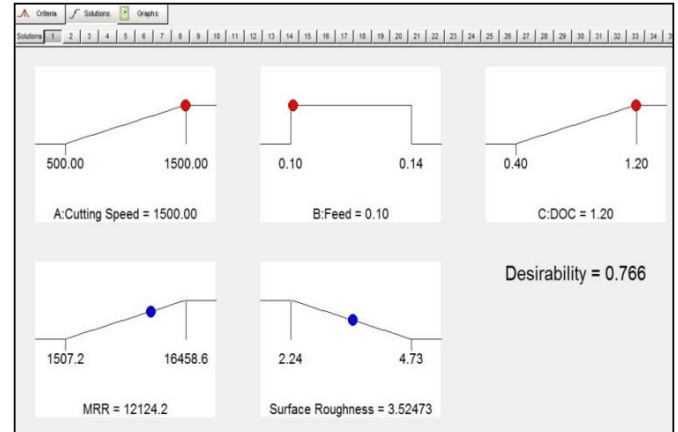 Criteria Solutions Graphs
Solutions 1 2 3 4 5 6 7 8 9 10 11 12 13 14 15 16 17 18 19 20 21 22 23 24 25 26 27 28 29 30 31 32 33 34
500.00 1500.00
A:Cutting Speed = 1500.00
0.10 0.14
B:Feed = 0.10
0.40 1.20
C:DOC = 1.20
1507.2 16458.6
MRR = 12124.2
2.24 4.73
Surface Roughness = 3.52473
Desirability = 0.766